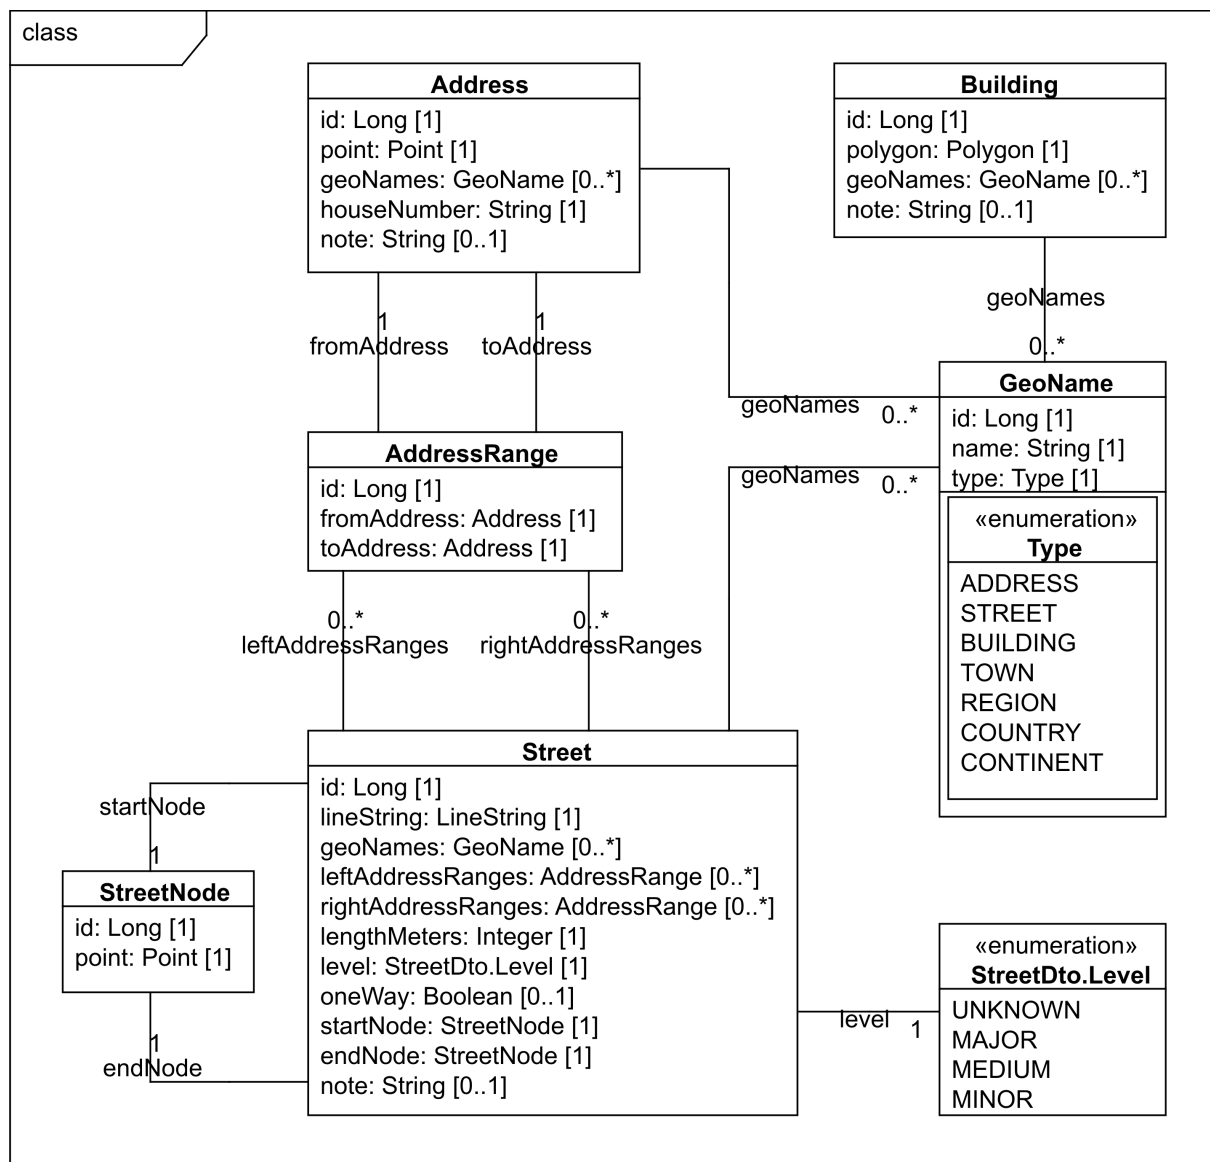 class
Address
id: Long [1]
point: Point [1]
geoNames: GeoName [0..*]
houseNumber: String [1]
note: String [0..1]
Building
id: Long [1]
polygon: Polygon [1]
geoNames: GeoName [0..*]
note: String [0..1]
geoNames
0..*
1
fromAddress
1
toAddress
geoNames
0..*
GeoName
id: Long [1]
name: String [1]
type: Type [1]
«enumeration»
Type
ADDRESS
STREET
BUILDING
TOWN
REGION
COUNTRY
CONTINENT
AddressRange
id: Long [1]
fromAddress: Address [1]
toAddress: Address [1]
geoNames
0..*
0..*
leftAddressRanges
0..*
rightAddressRanges
Street
id: Long [1]
lineString: LineString [1]
geoNames: GeoName [0..*]
leftAddressRanges: AddressRange [0..*]
rightAddressRanges: AddressRange [0..*]
lengthMeters: Integer [1]
level: StreetDto.Level [1]
oneWay: Boolean [0..1]
startNode: StreetNode [1]
endNode: StreetNode [1]
note: String [0..1]
startNode
1
StreetNode
id: Long [1]
point: Point [1]
1
endNode
level
1
«enumeration»
StreetDto.Level
UNKNOWN
MAJOR
MEDIUM
MINOR